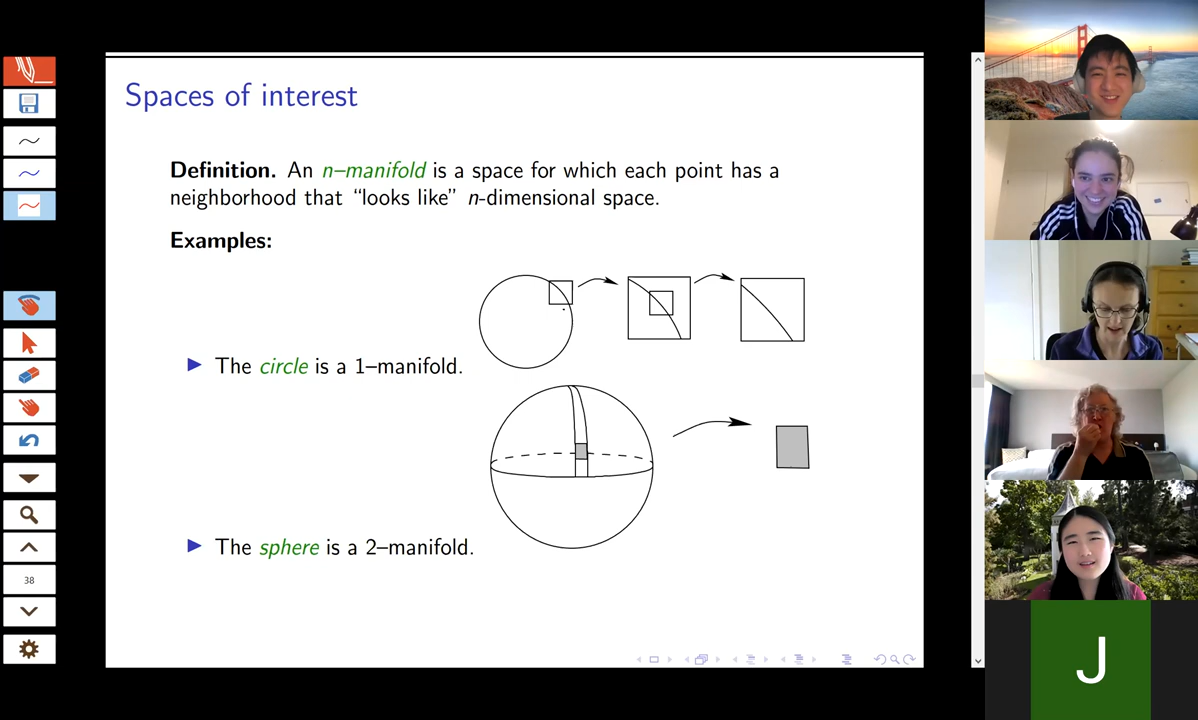 Spaces of interest
Definition. An n–manifold is a space for which each point has a
neighborhood that “looks like” n-dimensional space.
Examples:
▶ The circle is a 1–manifold.
▶ The sphere is a 2–manifold.
38
J